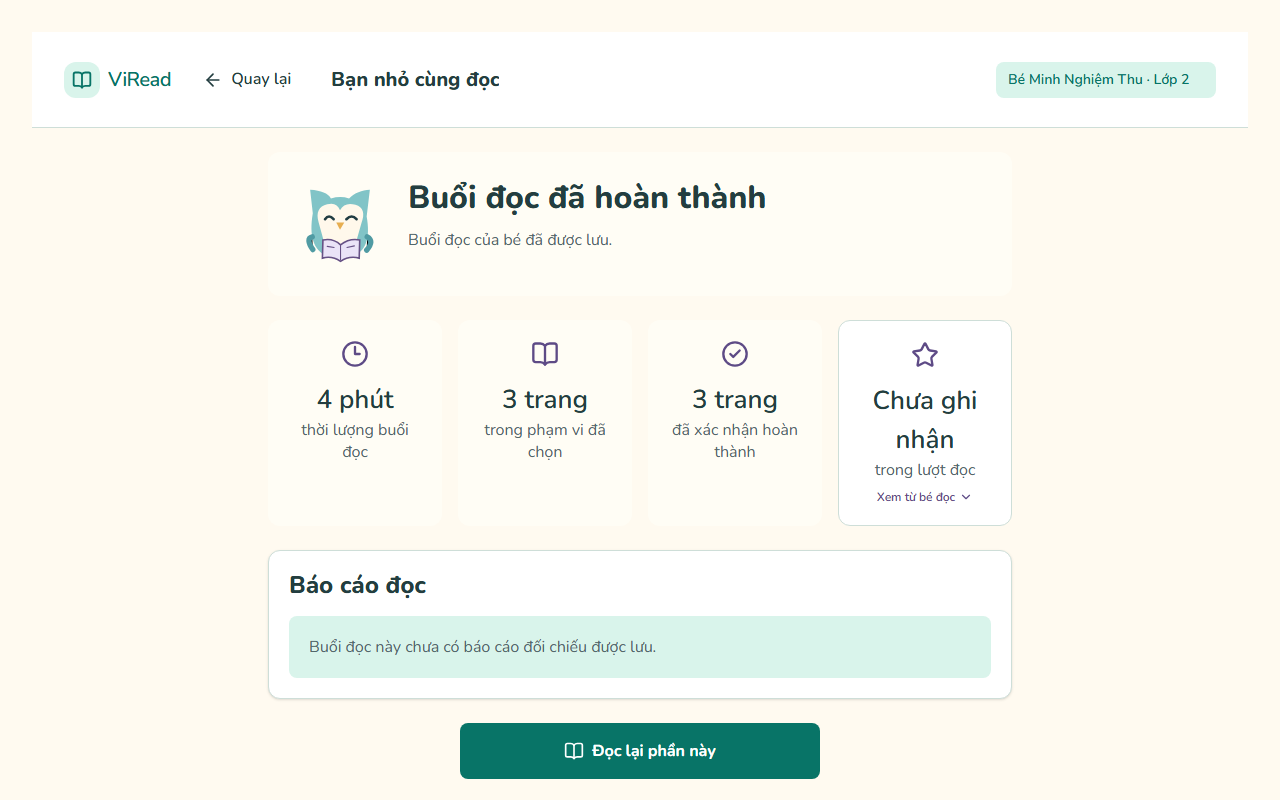 ViRead
Quay lại
Bạn nhỏ cùng đọc
Bé Minh Nghiệm Thu · Lớp 2
Buổi đọc đã hoàn thành
Buổi đọc của bé đã được lưu.
4 phút
thời lượng buổi
đọc
3 trang
trong phạm vi đã
chọn
3 trang
đã xác nhận hoàn
thành
Chưa ghi
nhận
trong lượt đọc
Xem từ bé đọc
Báo cáo đọc
Buổi đọc này chưa có báo cáo đối chiếu được lưu.
Đọc lại phần này